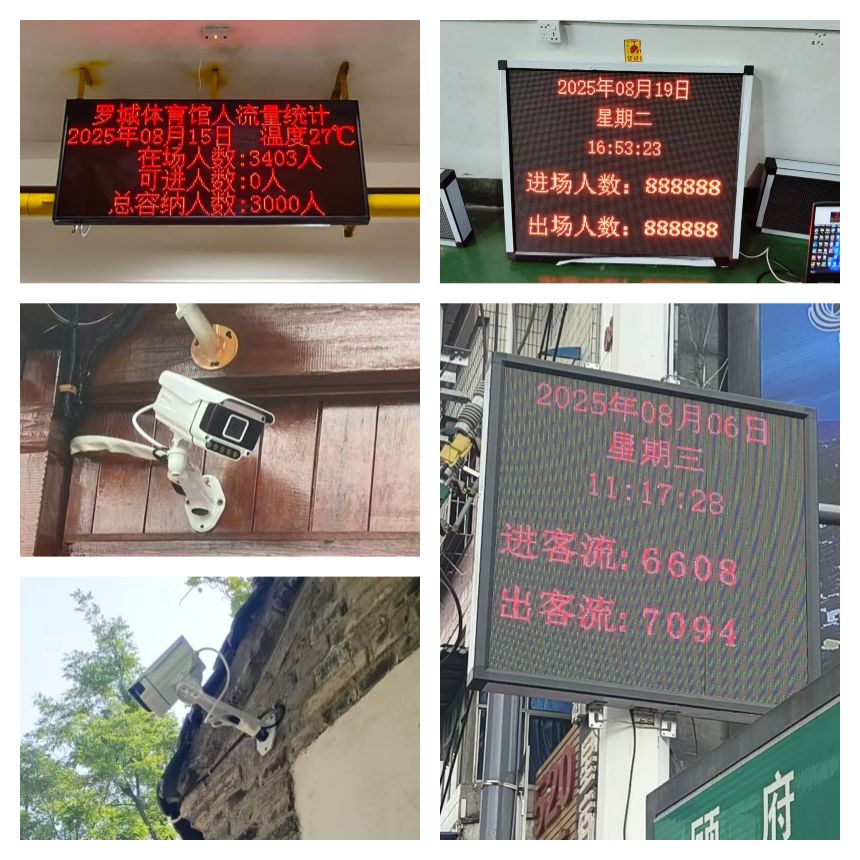 罗城体育馆人流量统计
2025年08月15日 温度27℃
在场人数:3403人
可进人数:0人
总容纳人数:3000人
2025年08月19日
星期二
16:53:23
进场人数：888888
出场人数：888888
2025年08月06日
星期三
11:17:28
进客流:6608
出客流:7094
520
府